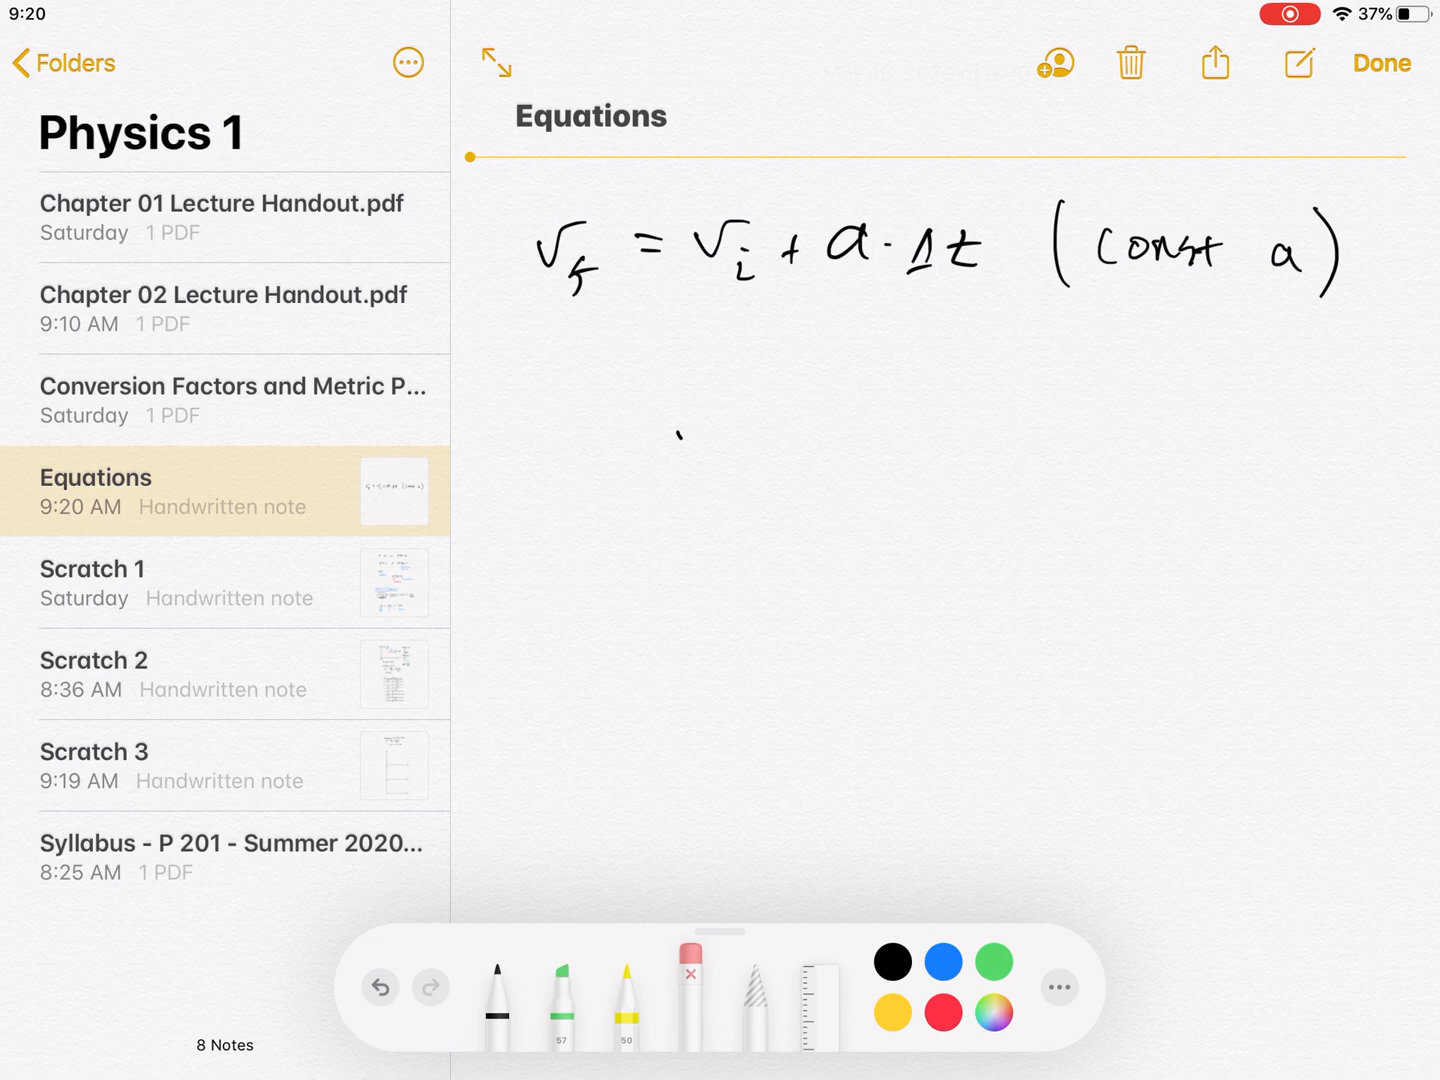 9:20
37%
Folders
Done
Physics 1
Equations
Chapter 01 Lecture Handout.pdf
Saturday 1 PDF
Chapter 02 Lecture Handout.pdf
9:10 AM 1 PDF
Conversion Factors and Metric P...
Saturday 1 PDF
Equations
9:20 AM Handwritten note
Scratch 1
Saturday Handwritten note
Scratch 2
8:36 AM Handwritten note
Scratch 3
9:19 AM Handwritten note
Syllabus - P 201 - Summer 2020...
8:25 AM 1 PDF
8 Notes
v_f = v_i + a · Δt (const a)
57
50